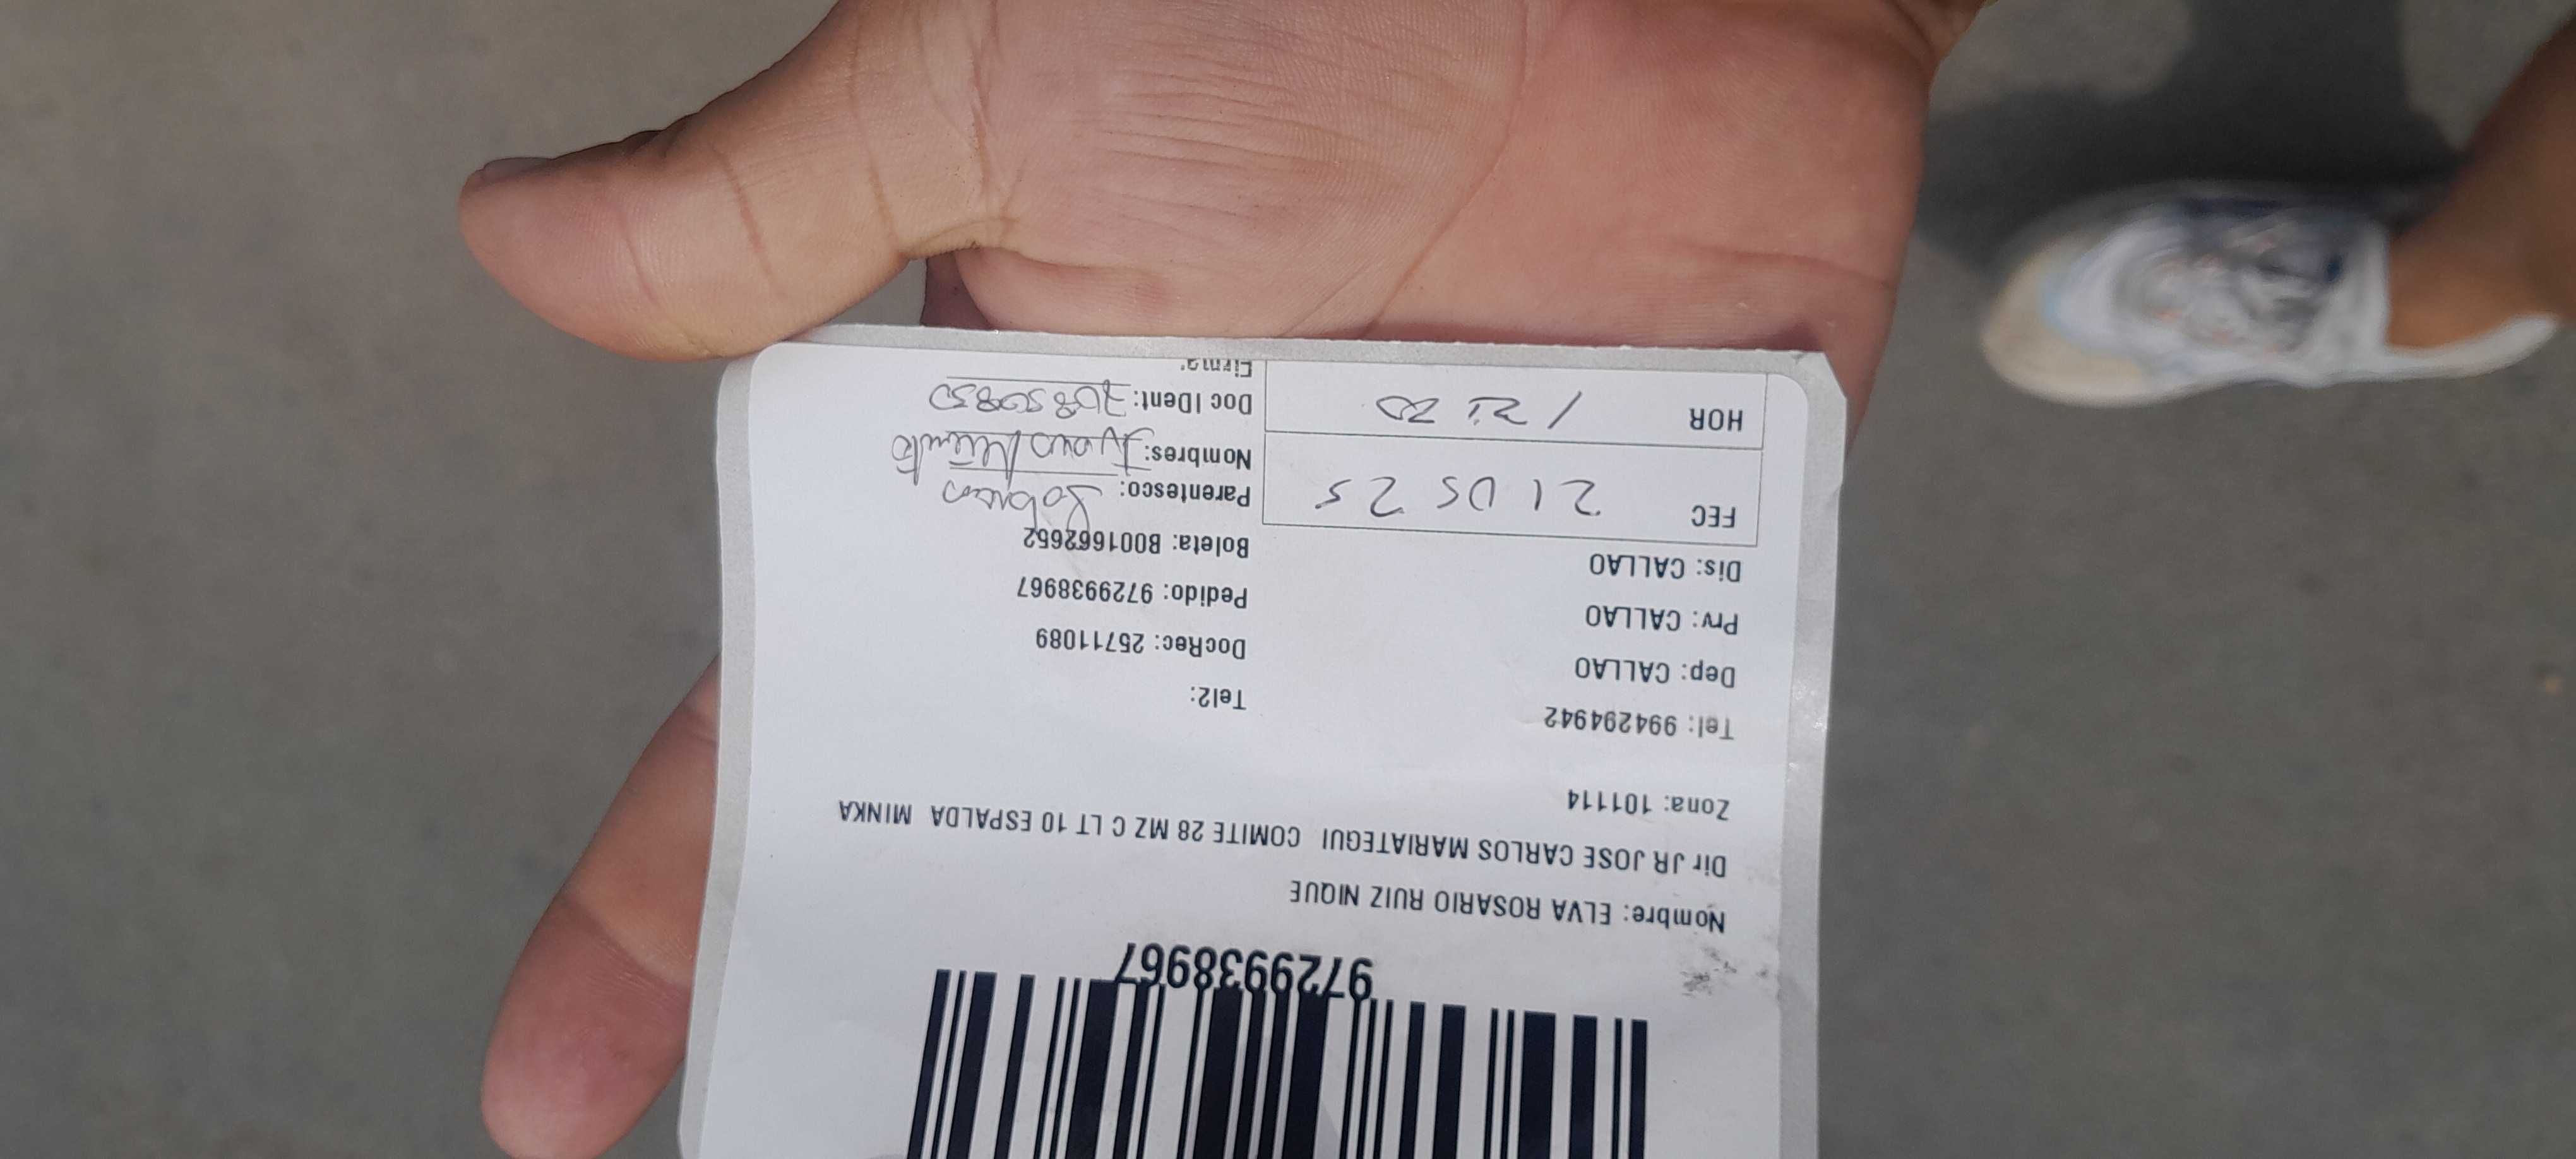 9729938967
Nombre: ELVA ROSARIO RUIZ NIQUE
Dir JR JOSE CARLOS MARIATEGUI COMITE 28 MZ C LT 10 ESPALDA MINKA
Zona: 101114
Tel: 994294942 Tel2:
Dep: CALLAO DocRec: 25711089
Prv: CALLAO Pedido: 9729938967
Dis: CALLAO Boleta: B001662652
FEC 21 05 25 Parentesco:
Nombres:
HOR Doc IDent:
Firma: